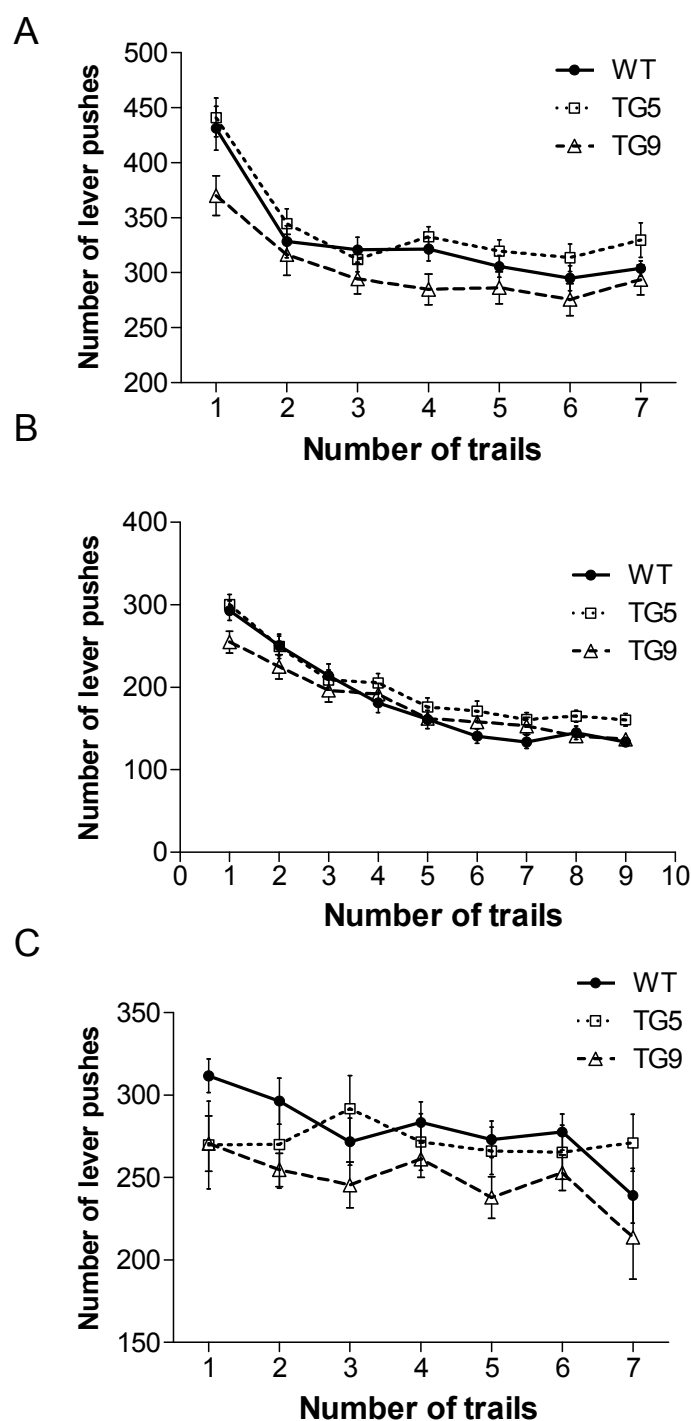 A
Number of lever pushes
500
450
400
350
300
250
200
WT
TG5
TG9
1 2 3 4 5 6 7
Number of trails
B
Number of lever pushes
400
300
200
100
0
WT
TG5
TG9
0 1 2 3 4 5 6 7 8 9 10
Number of trails
C
Number of lever pushes
350
300
250
200
150
WT
TG5
TG9
1 2 3 4 5 6 7
Number of trails